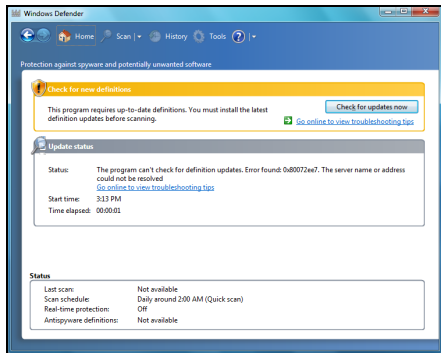 Windows Defender
Home Scan History Tools
Protection against spyware and potentially unwanted software
Check for new definitions
This program requires up-to-date definitions. You must install the latest
definition updates before scanning.
Check for updates now
Go online to view troubleshooting tips
Update status
Status: The program can't check for definition updates. Error found: 0x80072ee7. The server name or address
could not be resolved
Go online to view troubleshooting tips
Start time: 3:13 PM
Time elapsed: 00:00:01
Status
Last scan: Not available
Scan schedule: Daily around 2:00 AM (Quick scan)
Real-time protection: Off
Antispyware definitions: Not available